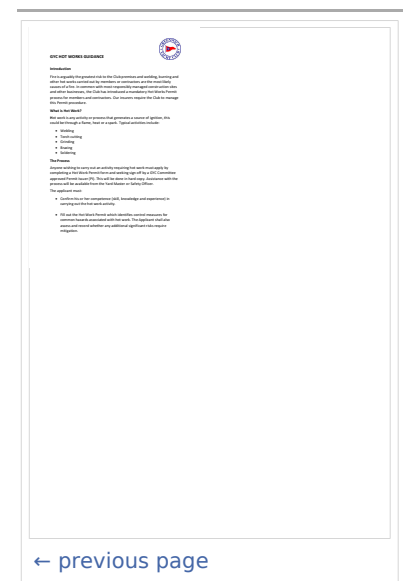 GYC HOT WORKS GUIDANCE
Introduction
Fire is arguably the greatest risk to the Club premises and welding, burning and
other hot works carried out by members or contractors are the most likely
causes of a fire. In common with most responsibly managed construction sites
and other boatyards, the Club has introduced a mandatory Hot Works Permit
process for members and contractors. Our insurers require the Club to manage
this Permit procedure.
What is Hot Work?
Hot work is any activity or process that generates a source of ignition, this
could be through a flame, heat or a spark. Typical activities include:
• Welding
• Torch cutting
• Grinding
• Brazing
• Soldering
The Process
Anyone wishing to carry out an activity requiring hot work must apply by
completing a Hot Work Permit form and seeking sign off by a GYC Committee
approved Permit Issuer (PI). This will be done in hard copy. Assistance with the
process will be available from the Yard Master or Safety Officer.
The applicant must:
• Confirm his or her competence (skill, knowledge and experience) in
carrying out the hot work activity.
• Fill out the Hot Work Permit which identifies control measures for
common hazards associated with hot work. The Applicant shall also
assess and record whether any additional significant risks require
mitigation.
← previous page